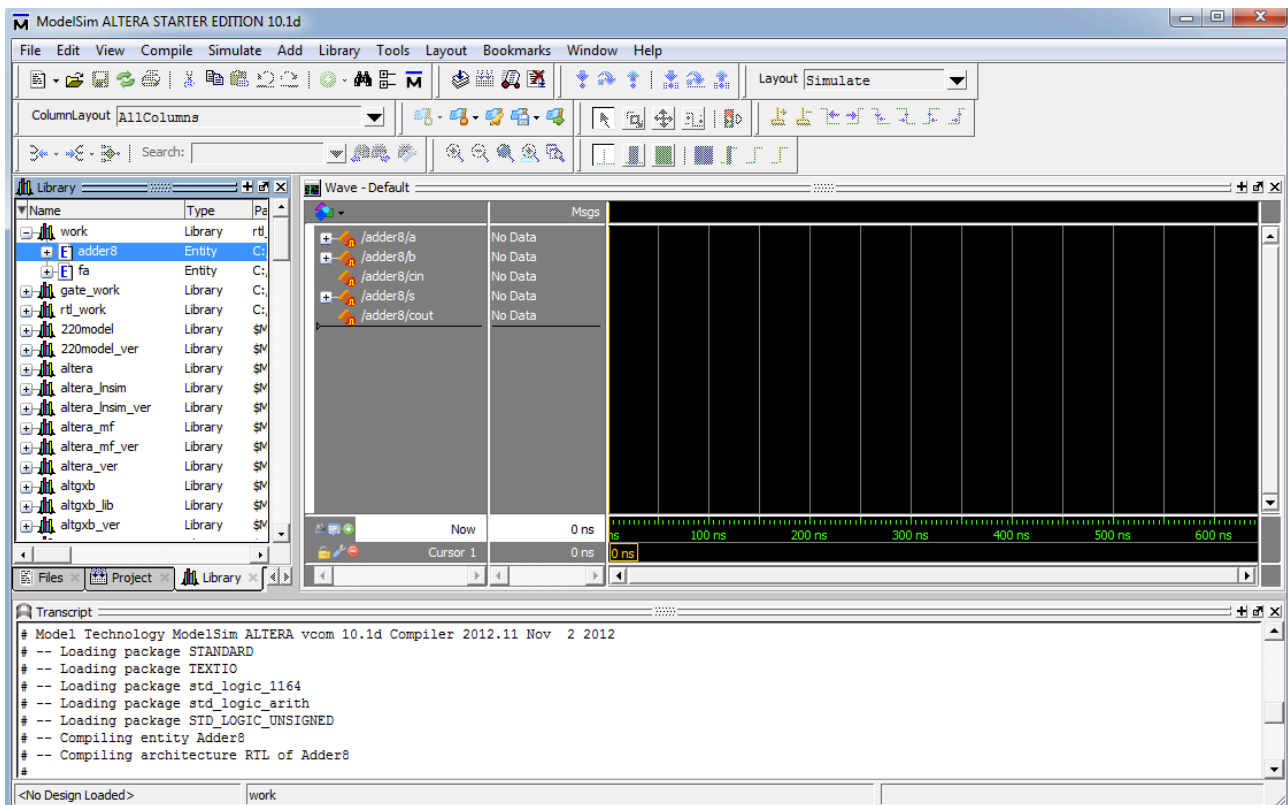 ModelSim ALTERA STARTER EDITION 10.1d
File Edit View Compile Simulate Add Library Tools Layout Bookmarks Window Help
Layout Simulate
ColumnLayout AllColumns
Search:
Library
Wave - Default
Name Type Pa
Msgs
work Library rtl_
adder8 Entity C:
fa Entity C:,
gate_work Library C:,
rtl_work Library C:,
220model Library $M
220model_ver Library $M
altera Library $M
altera_lnsim Library $M
altera_lnsim_ver Library $M
altera_mf Library $M
altera_mf_ver Library $M
altera_ver Library $M
altgxb Library $M
altgxb_lib Library $M
altgxb_ver Library $M
/adder8/a No Data
/adder8/b No Data
/adder8/cin No Data
/adder8/s No Data
/adder8/cout No Data
Now 0 ns
ns 100 ns 200 ns 300 ns 400 ns 500 ns 600 ns
Cursor 1 0 ns 0 ns
Files Project Library
Transcript
# Model Technology ModelSim ALTERA vcom 10.1d Compiler 2012.11 Nov 2 2012
# -- Loading package STANDARD
# -- Loading package TEXTIO
# -- Loading package std_logic_1164
# -- Loading package std_logic_arith
# -- Loading package STD_LOGIC_UNSIGNED
# -- Compiling entity Adder8
# -- Compiling architecture RTL of Adder8
#
<No Design Loaded> work